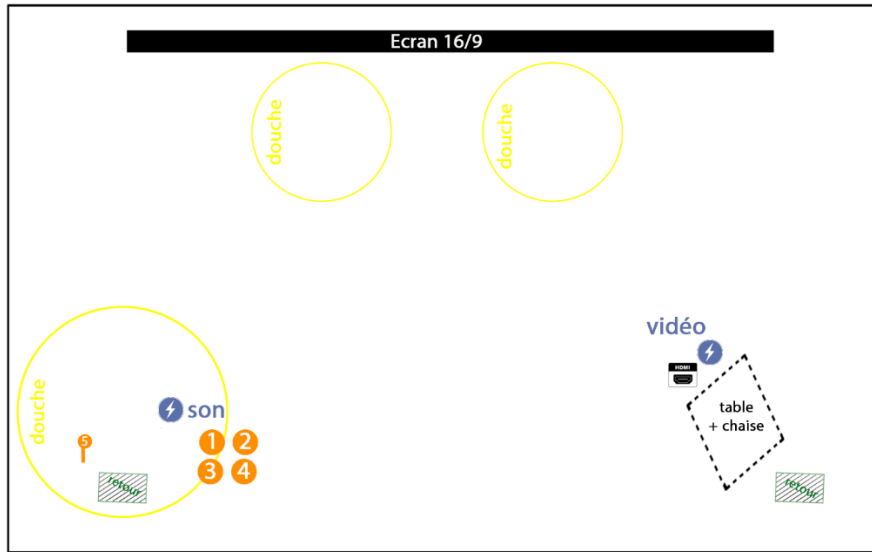 Ecran 16/9
douche
douche
vidéo
HDMI
douche
son
table
+ chaise
5
1
2
3
4
retour
retour